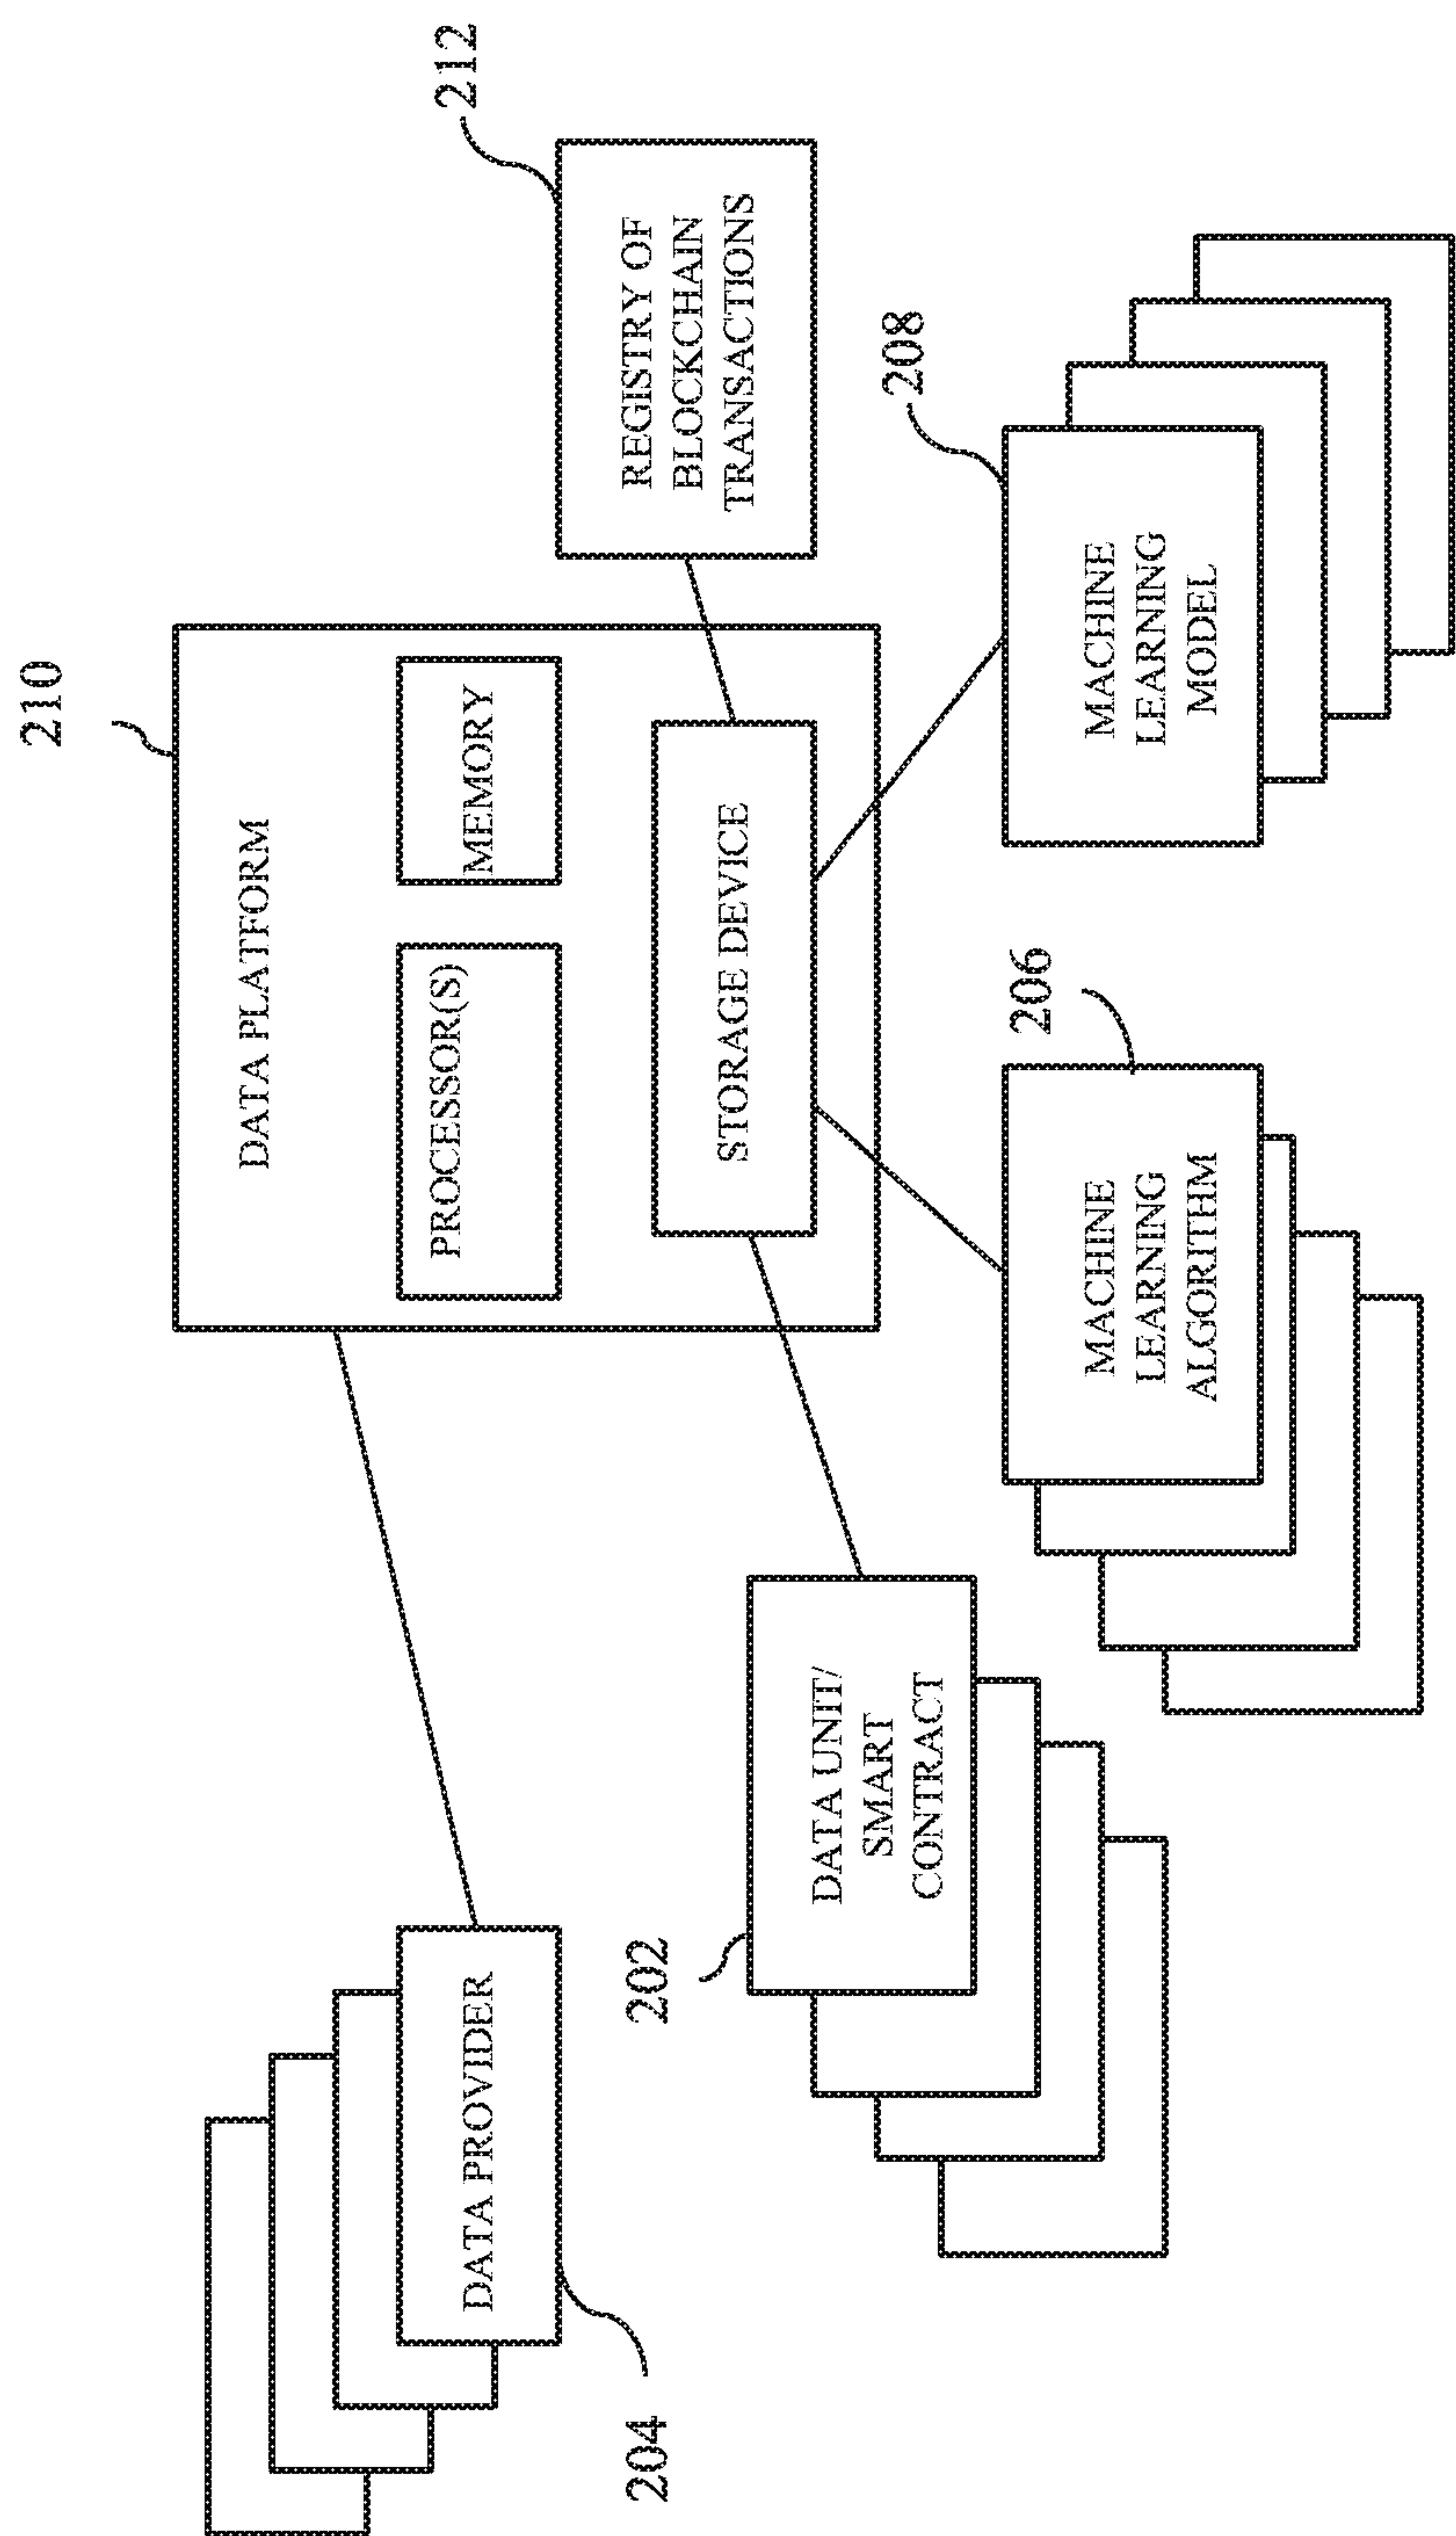 210
DATA PLATFORM
PROCESSOR(S)
MEMORY
STORAGE DEVICE
212
REGISTRY OF
BLOCKCHAIN
TRANSACTIONS
DATA PROVIDER
204
202
DATA UNIT/
SMART
CONTRACT
206
MACHINE
LEARNING
ALGORITHM
208
MACHINE
LEARNING
MODEL